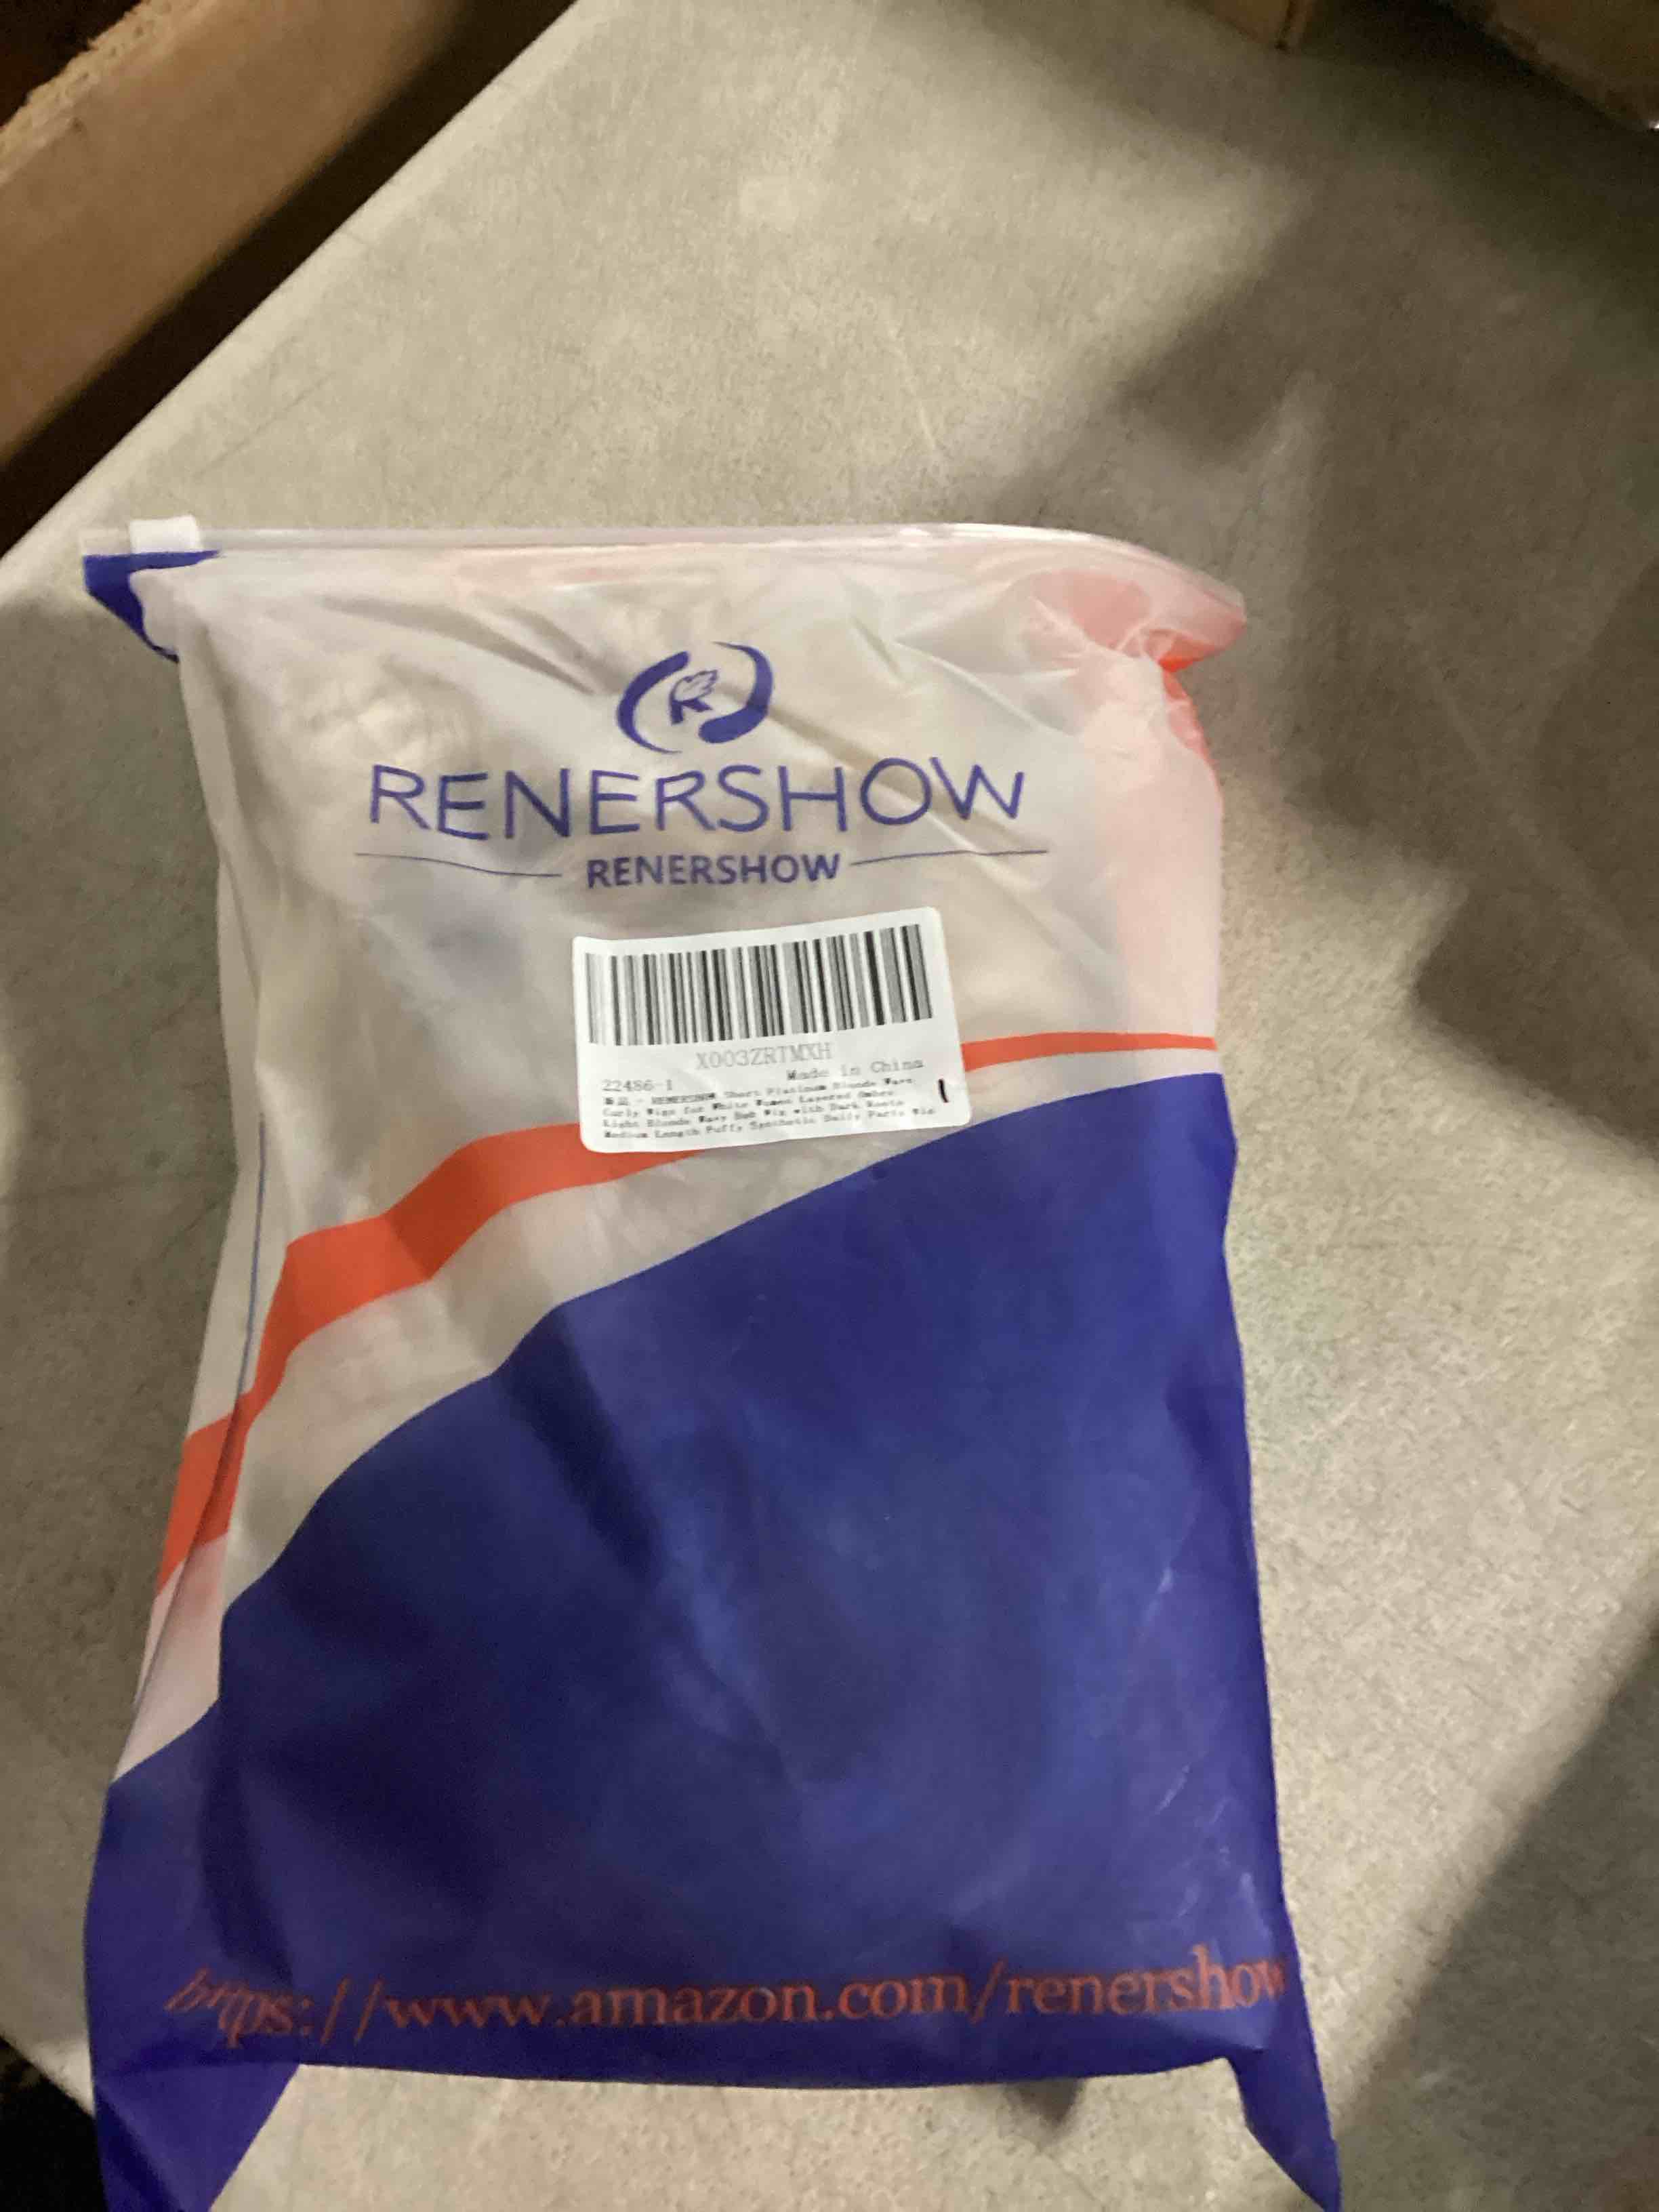 R
RENERSHOW
RENERSHOW
X003ZRTMXH
Made in China
22486-1
新品 - RENERSHOW Short Platinum Blonde Wavy
Curly Wigs for White Women Layered Ombre
Light Blonde Wavy Bob Wig with Dark Roots
Medium Length Puffy Synthetic Daily Party Wig
https://www.amazon.com/renershow